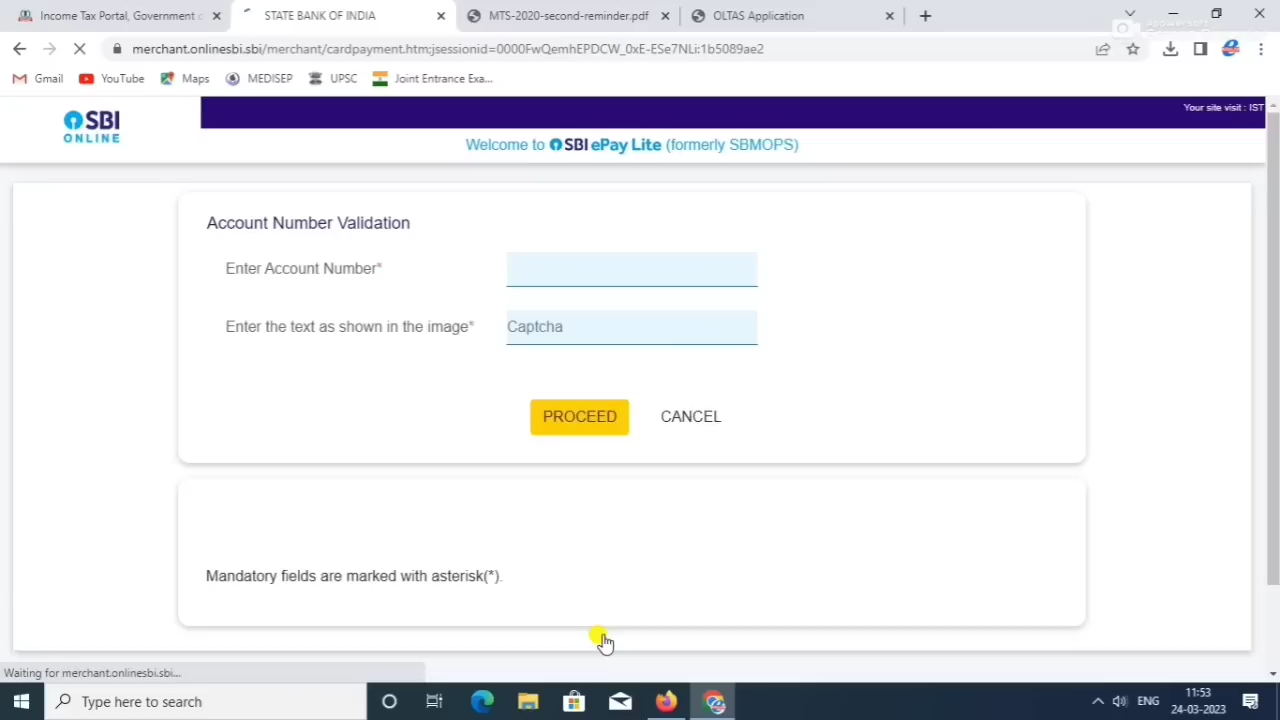 Income Tax Portal, Government o
STATE BANK OF INDIA
MTS-2020-second-reminder.pdf
OLTAS Application
merchant.onlinesbi.sbi/merchant/cardpayment.htm;jsessionid=0000FwQemhEPDCW_0xE-ESe7NLi:1b5089ae2
Gmail
YouTube
Maps
MEDISEP
UPSC
Joint Entrance Exa...
SBI
ONLINE
Your site visit : IST
Welcome to SBI ePay Lite (formerly SBMOPS)
Account Number Validation
Enter Account Number*
Enter the text as shown in the image*
Captcha
PROCEED
CANCEL
Mandatory fields are marked with asterisk(*).
Waiting for merchant.onlinesbi.sbi...
Type here to search
ENG
11:53
24-03-2023